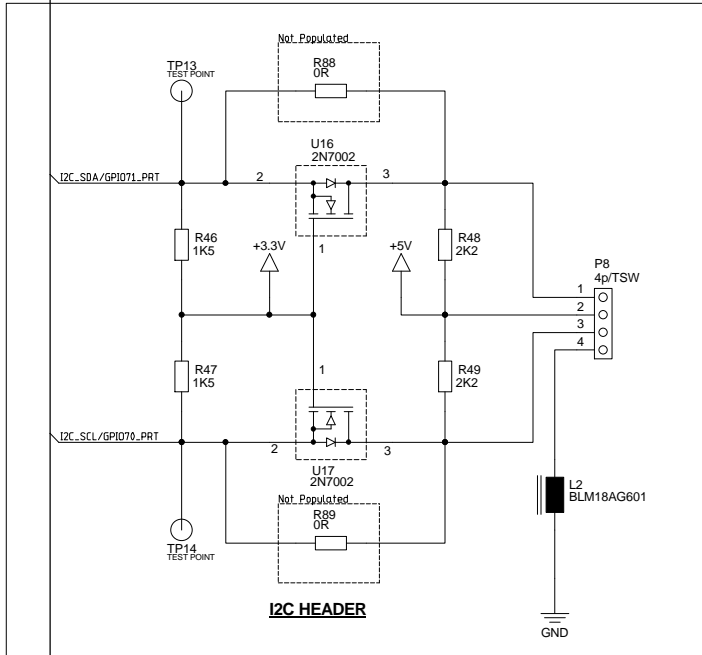 Not Populated
R88
0R
TP13
TEST POINT
U16
2N7002
I2C_SDA/GPIO71_PRT
2
3
1
R46
1K5
+3.3V
+5V
R48
2K2
P8
4p/TSW
1
2
3
4
R47
1K5
1
R49
2K2
I2C_SCL/GPIO70_PRT
2
3
U17
2N7002
L2
BLM18AG601
Not Populated
R89
0R
TP14
TEST POINT
I2C HEADER
GND